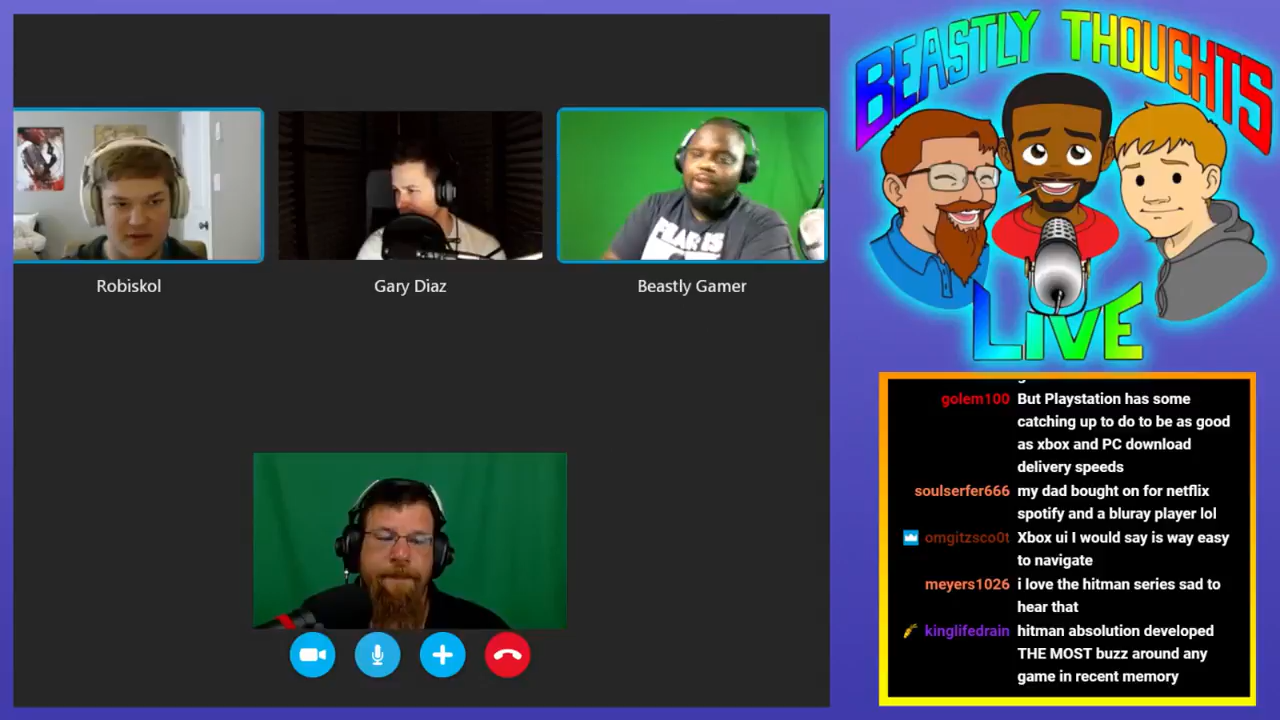 BEASTLY THOUGHTS
LIVE
Robiskol
Gary Diaz
Beastly Gamer
FEAR IS
golem100 But Playstation has some
catching up to do to be as good
as xbox and PC download
delivery speeds
soulserfer666 my dad bought on for netflix
spotify and a bluray player lol
omgitzsco0t Xbox ui I would say is way easy
to navigate
meyers1026 i love the hitman series sad to
hear that
kinglifedrain hitman absolution developed
THE MOST buzz around any
game in recent memory